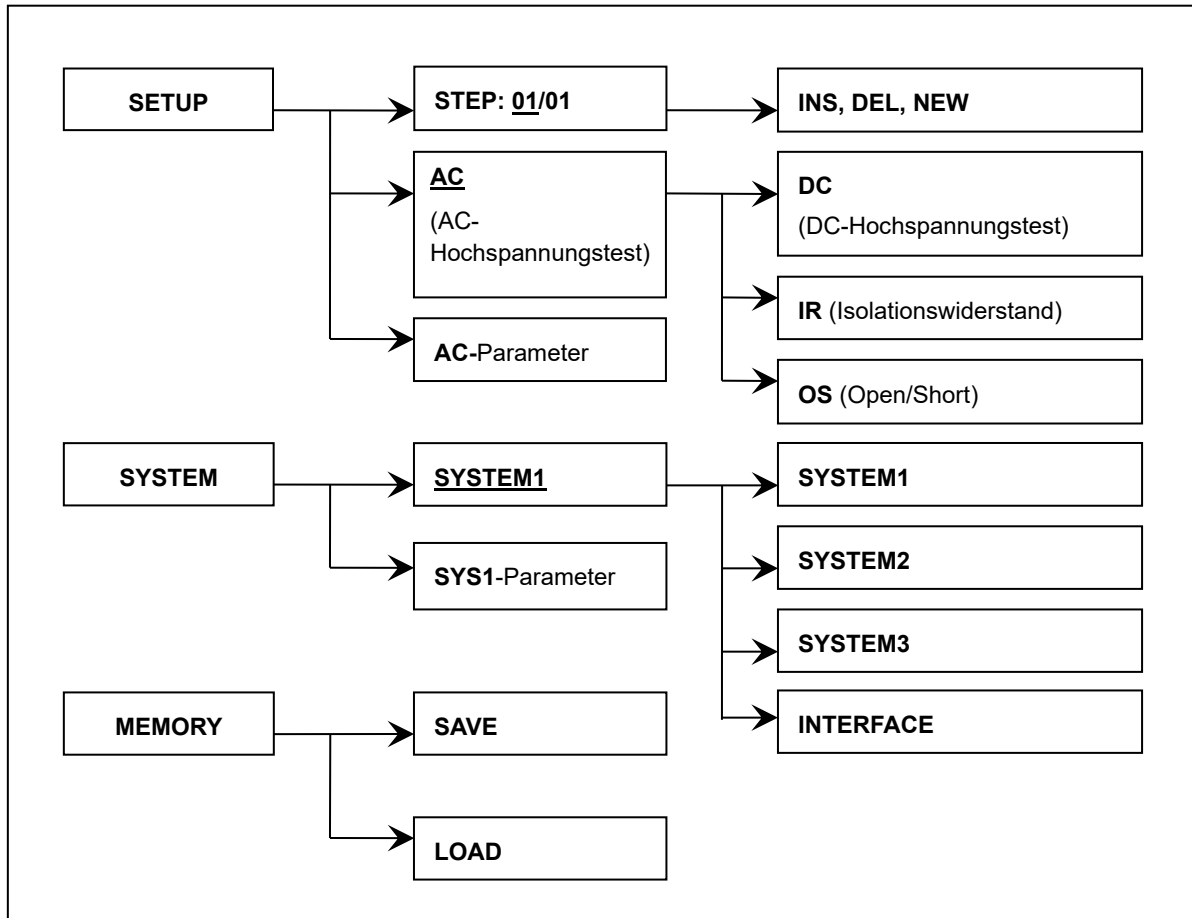 SETUP
STEP: 01/01
INS, DEL, NEW
AC
(AC-
Hochspannungstest)
DC
(DC-Hochspannungstest)
IR (Isolationswiderstand)
AC-Parameter
OS (Open/Short)
SYSTEM
SYSTEM1
SYSTEM1
SYS1-Parameter
SYSTEM2
SYSTEM3
INTERFACE
MEMORY
SAVE
LOAD